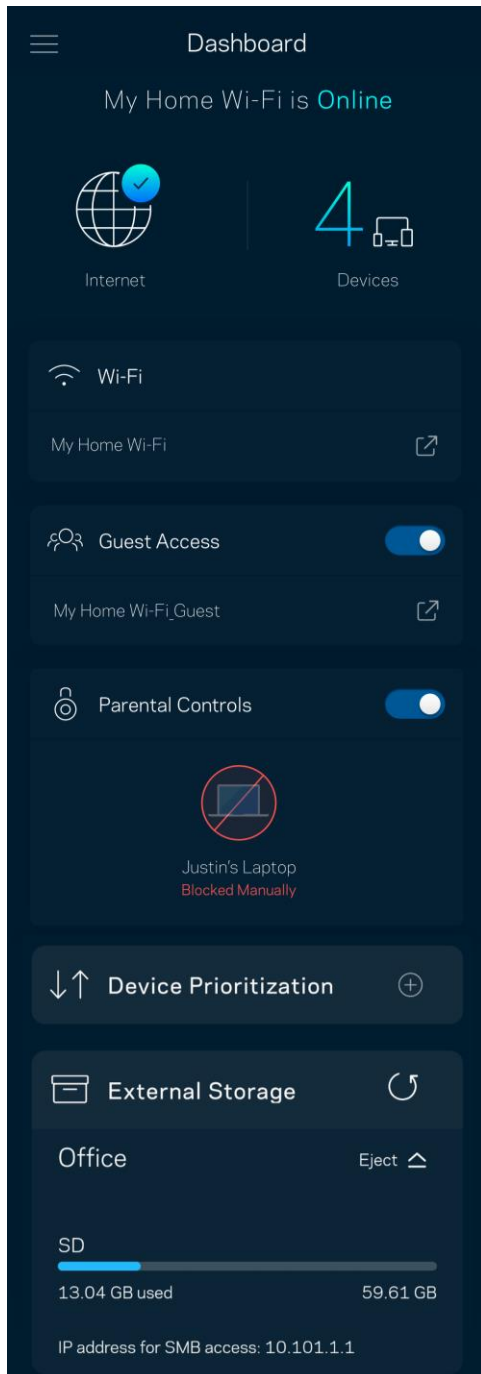 Dashboard
My Home Wi-Fi is Online
4
Internet
Devices
Wi-Fi
My Home Wi-Fi
Guest Access
My Home Wi-Fi_Guest
Parental Controls
Justin's Laptop
Blocked Manually
Device Prioritization
External Storage
Office
Eject
SD
13.04 GB used
59.61 GB
IP address for SMB access: 10.101.1.1